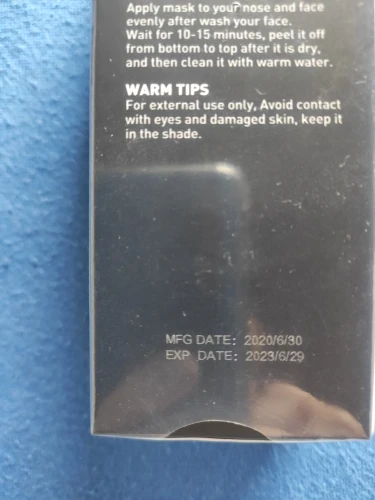 Apply mask to your nose and face
evenly after wash your face.
Wait for 10-15 minutes, peel it off
from bottom to top after it is dry,
and then clean it with warm water.
WARM TIPS
For external use only, Avoid contact
with eyes and damaged skin, keep it
in the shade.
MFG DATE: 2020/6/30
EXP DATE: 2023/6/29